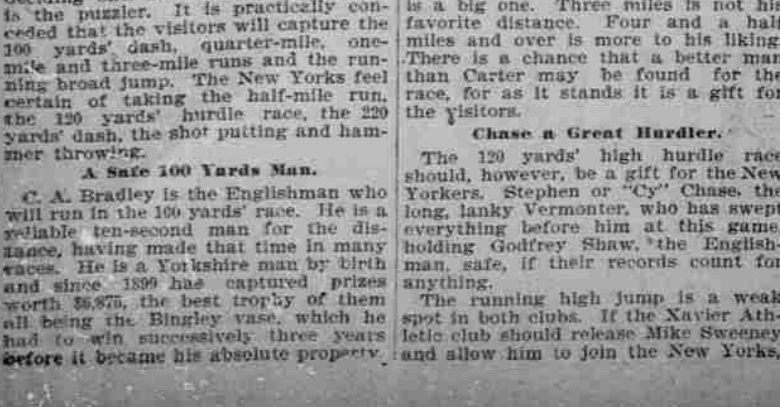 is the puzzler. It is practically con-
ceded that the visitors will capture the
100 yards' dash, quarter-mile, one-
mile and three-mile runs and the run-
ning broad jump. The New Yorks feel
certain of taking the half-mile run,
the 120 yards' hurdle race, the 220
yards' dash, the shot putting and ham-
mer throwing.
A Safe 100 Yards Man.
C. A. Bradley is the Englishman who
will run in the 100 yards' race. He is a
reliable ten-second man for the dis-
tance, having made that time in many
races. He is a Yorkshire man by birth
and since 1899 has captured prizes
worth $6,875, the best trophy of them
all being the Bingley vase, which he
had to win successively three years
before it became his absolute property.
is a big one. Three miles is not his
favorite distance. Four and a half
miles and over is more to his liking.
There is a chance that a better man
than Carter may be found for the
race, for as it stands it is a gift for
the visitors.
Chase a Great Hurdler.
The 120 yards' high hurdle race
should, however, be a gift for the New
Yorkers. Stephen or "Cy" Chase, the
long, lanky Vermonter, who has swept
everything before him at this game,
holding Godfrey Shaw, the English-
man, safe, if their records count for
anything.
The running high jump is a weak
spot in both clubs. If the Xavier Ath-
letic club should release Mike Sweeney
and allow him to join the New Yorks,